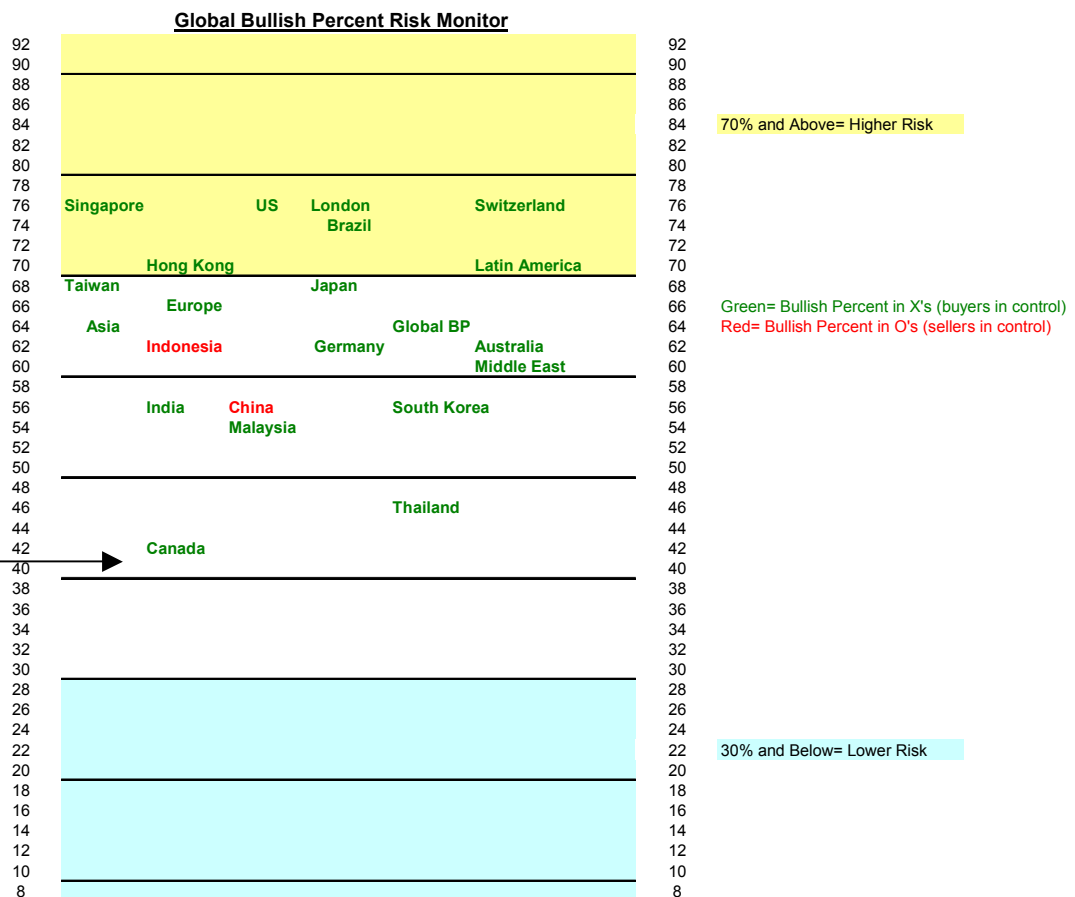 Global Bullish Percent Risk Monitor
92 92
90 90
88 88
86 86
84 84 70% and Above= Higher Risk
82 82
80 80
78 78
76 Singapore US London Switzerland 76
74 Brazil 74
72 72
70 Hong Kong Latin America 70
68 Taiwan Japan 68
66 Europe 66 Green= Bullish Percent in X's (buyers in control)
64 Asia Global BP 64 Red= Bullish Percent in O's (sellers in control)
62 Indonesia Germany Australia 62
60 Middle East 60
58 58
56 India China South Korea 56
54 Malaysia 54
52 52
50 50
48 48
46 Thailand 46
44 44
42 Canada 42
40 40
38 38
36 36
34 34
32 32
30 30
28 28
26 26
24 24
22 22 30% and Below= Lower Risk
20 20
18 18
16 16
14 14
12 12
10 10
8 8